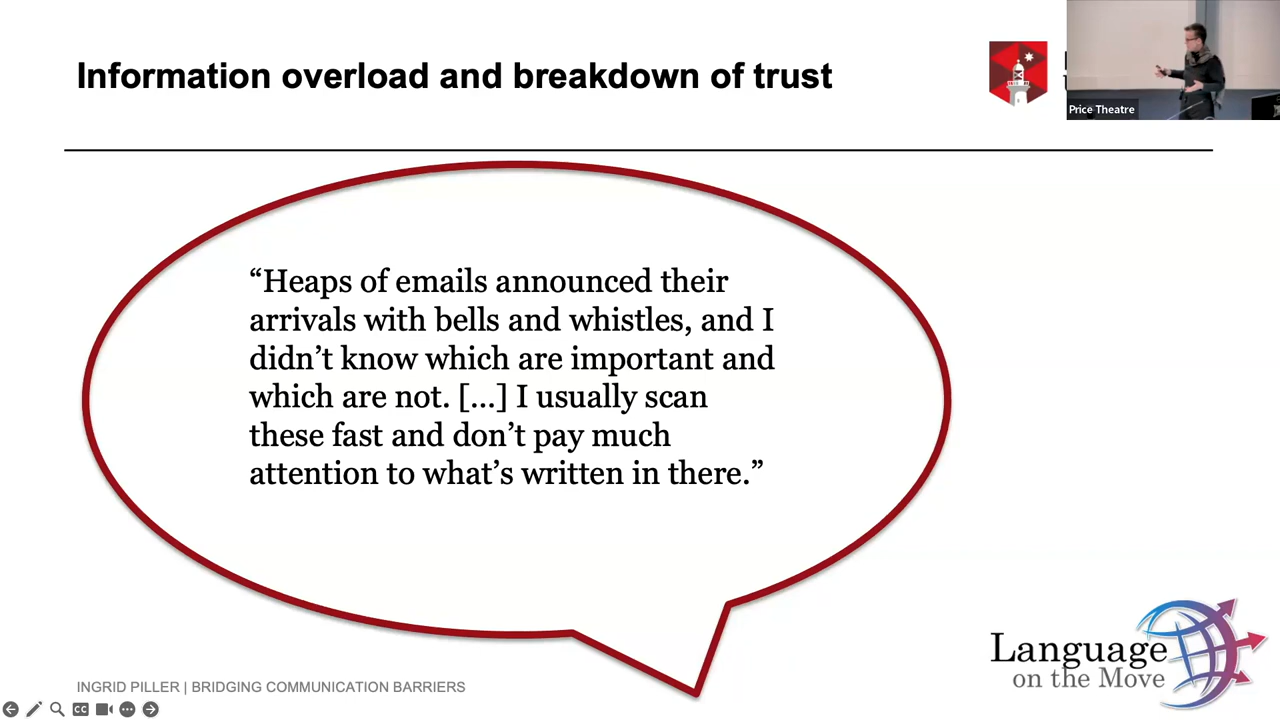 Information overload and breakdown of trust
Price Theatre
“Heaps of emails announced their
arrivals with bells and whistles, and I
didn’t know which are important and
which are not. [...] I usually scan
these fast and don’t pay much
attention to what’s written in there.”
INGRID PILLER | BRIDGING COMMUNICATION BARRIERS
Language
on the Move
CC